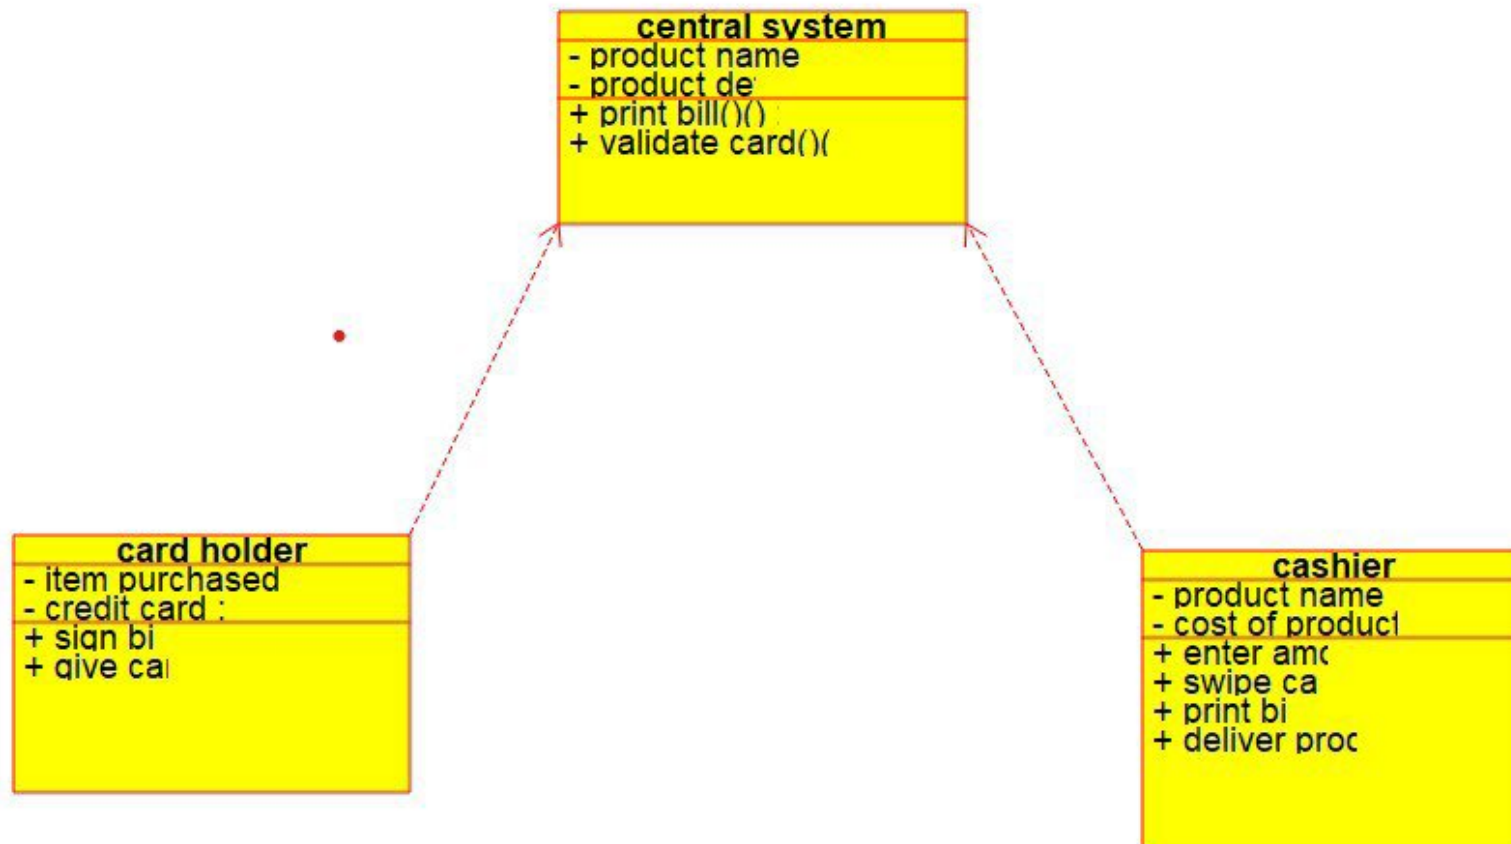 central system
- product name
- product de
+ print bill()() :
+ validate card()(
card holder
- item purchased
- credit card :
+ sign bi
+ give ca
cashier
- product name
- cost of product
+ enter amo
+ swipe ca
+ print bi
+ deliver proc